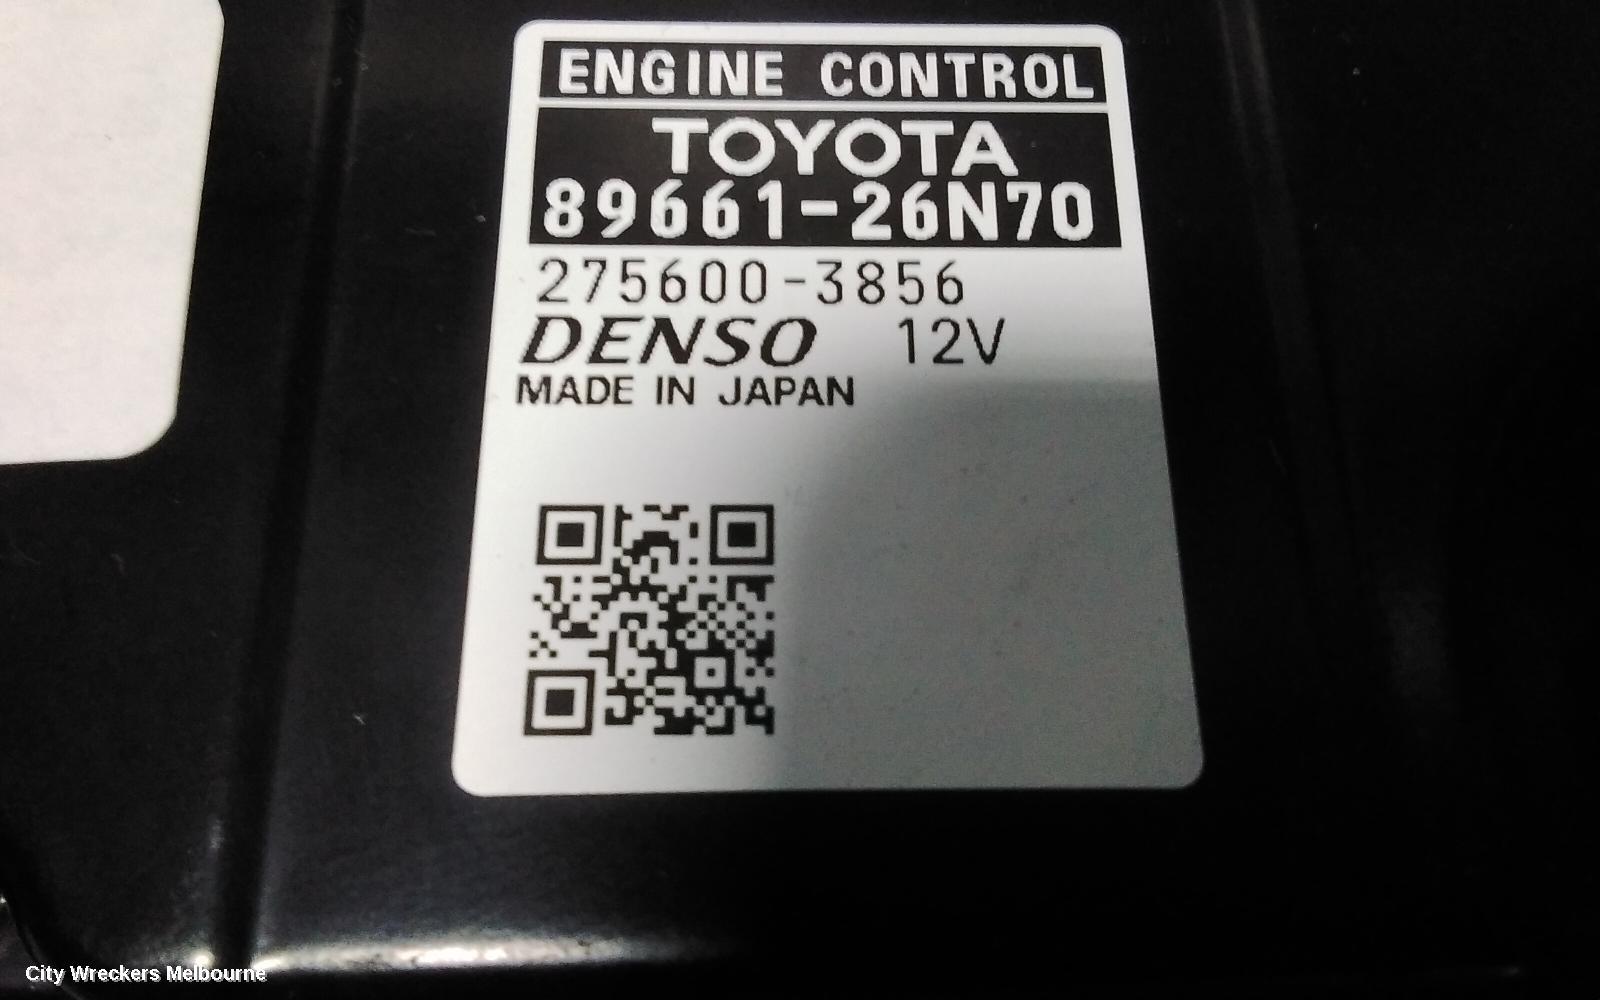 ENGINE CONTROL
TOYOTA
89661-26N70
275600-3856
DENSO 12V
MADE IN JAPAN
City Wreckers Melbourne